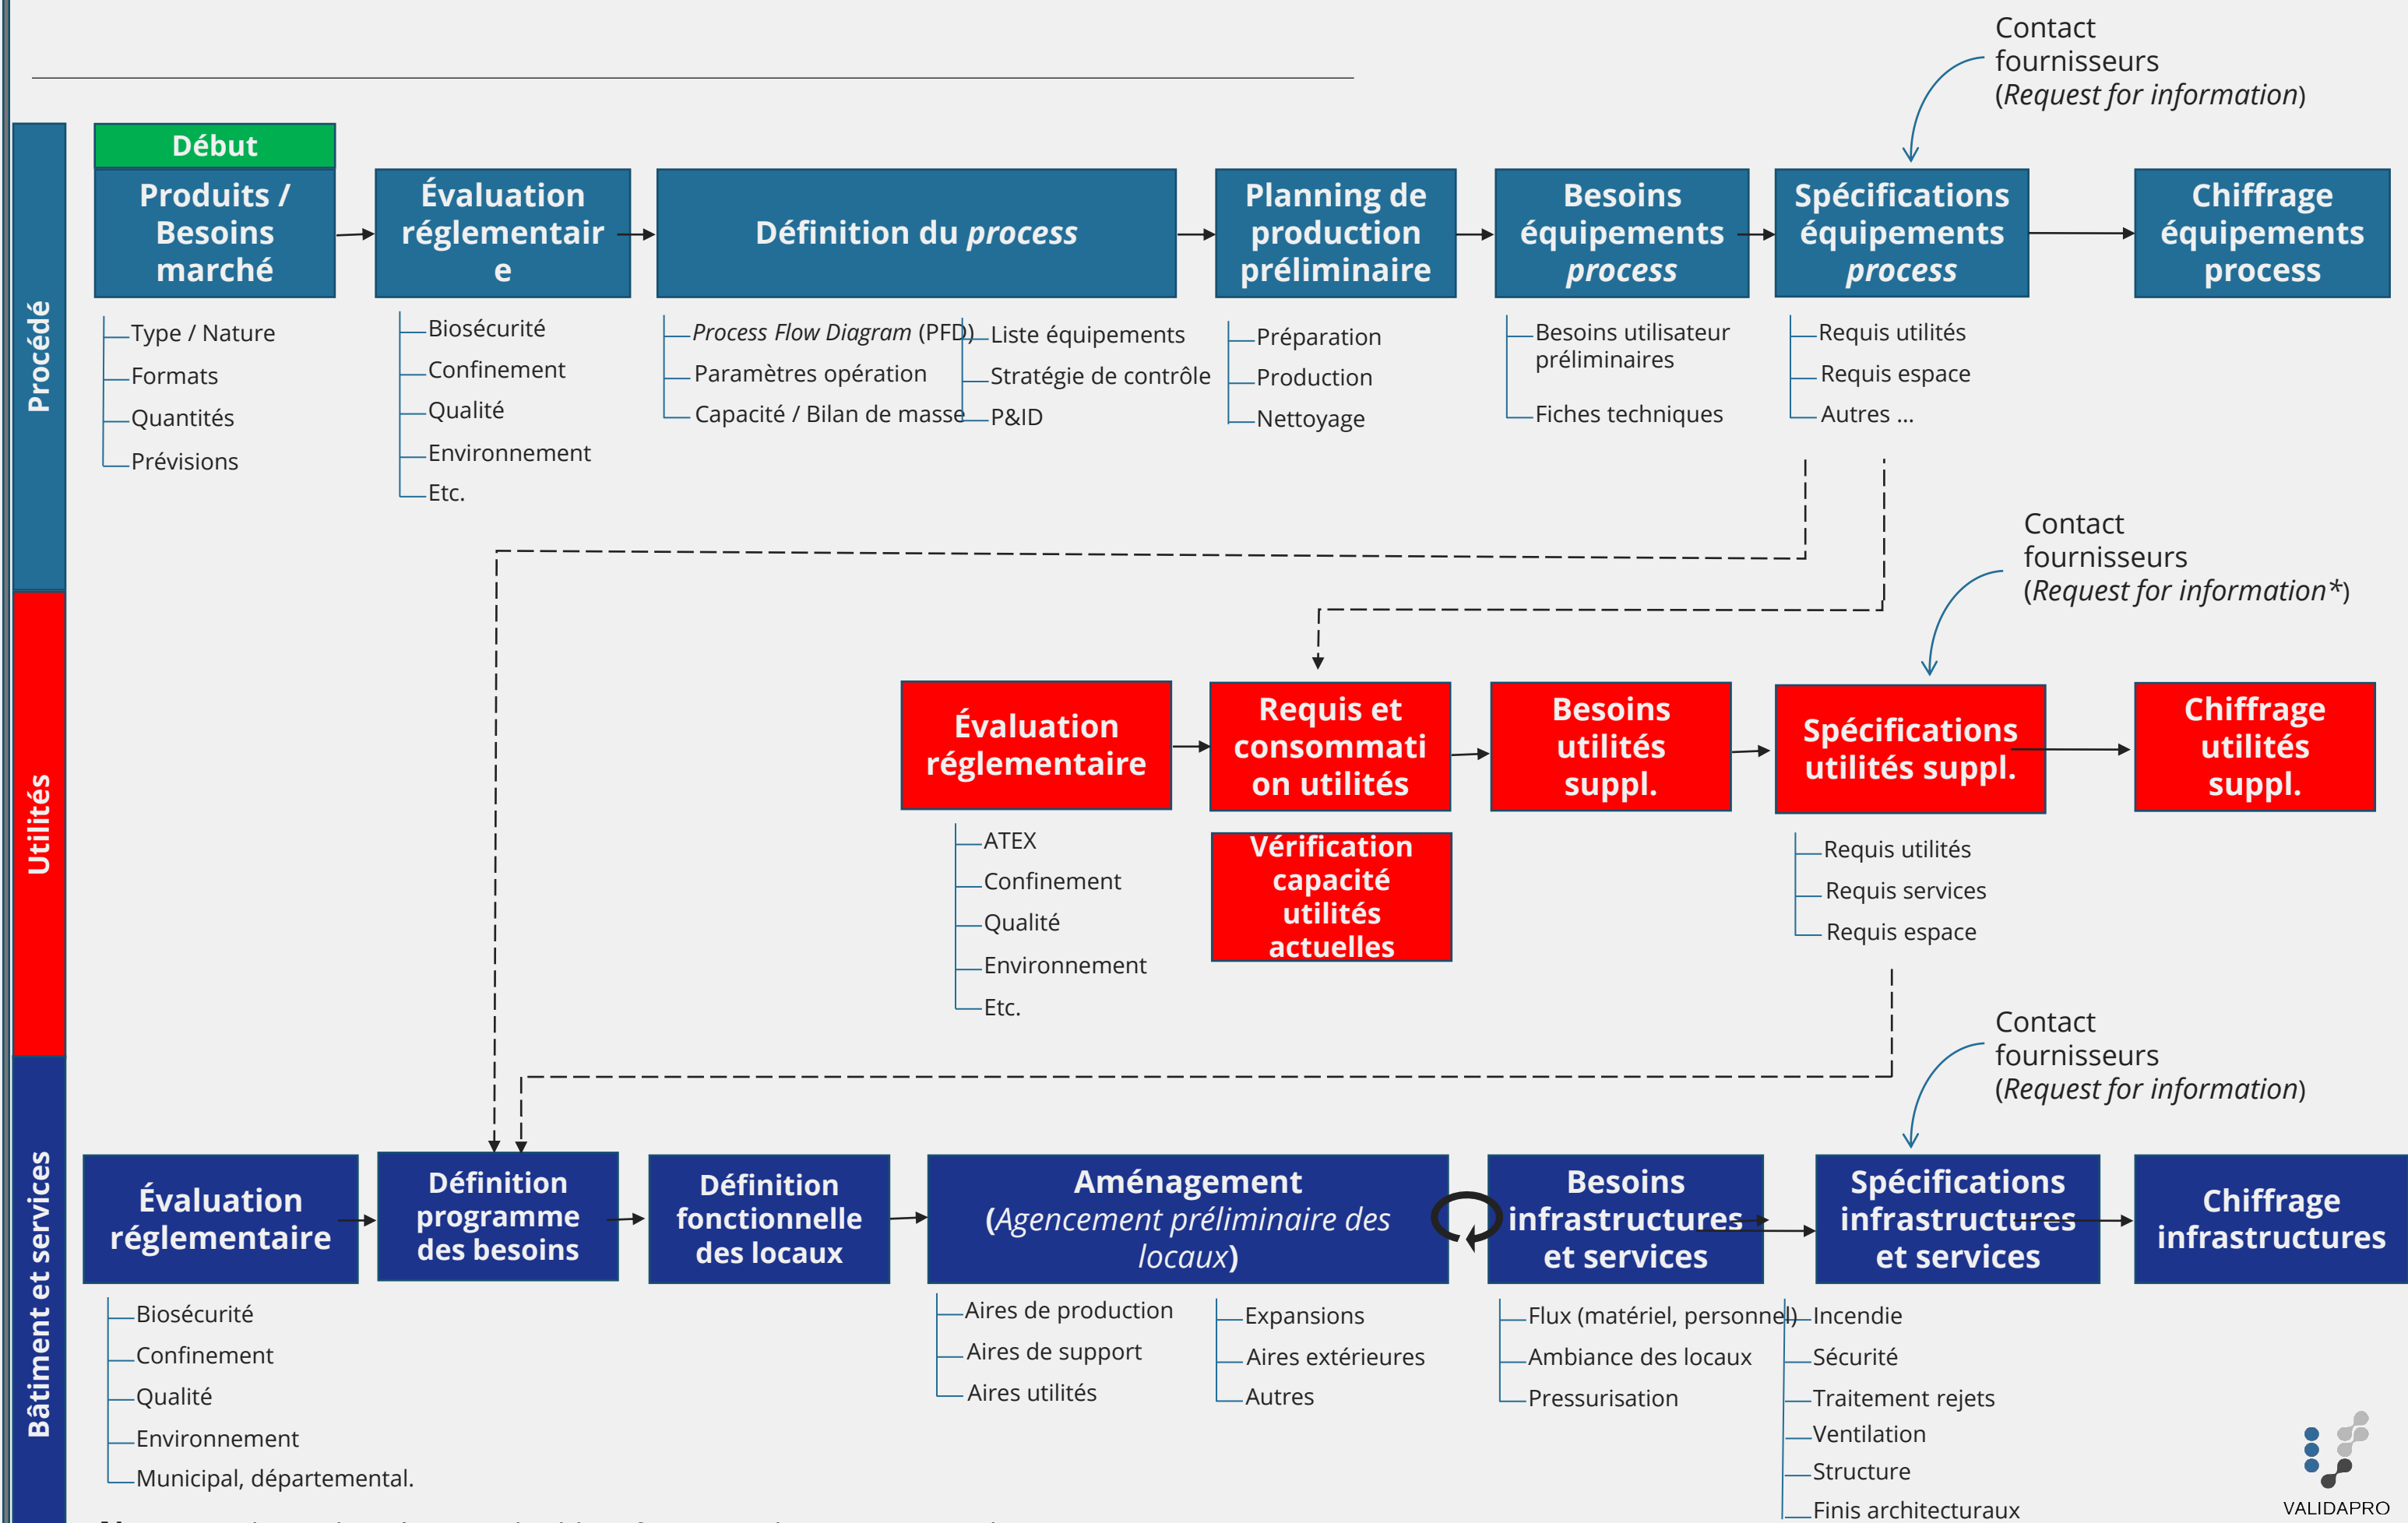 Contact
fournisseurs
(Request for information)
Procédé
Début
Produits /
Besoins
marché
Type / Nature
Formats
Quantités
Prévisions
Évaluation
réglementair
e
Biosécurité
Confinement
Qualité
Environnement
Etc.
Définition du process
Process Flow Diagram (PFD)
Paramètres opération
Capacité / Bilan de masse
Liste équipements
Stratégie de contrôle
P&ID
Planning de
production
préliminaire
Préparation
Production
Nettoyage
Besoins
équipements
process
Besoins utilisateur
préliminaires
Fiches techniques
Spécifications
équipements
process
Requis utilités
Requis espace
Autres ...
Chiffrage
équipements
process
Contact
fournisseurs
(Request for information*)
Utilités
Évaluation
réglementaire
ATEX
Confinement
Qualité
Environnement
Etc.
Requis et
consommati
on utilités
Vérification
capacité
utilités
actuelles
Besoins
utilités
suppl.
Spécifications
utilités suppl.
Requis utilités
Requis services
Requis espace
Chiffrage
utilités
suppl.
Contact
fournisseurs
(Request for information)
Bâtiment et services
Évaluation
réglementaire
Biosécurité
Confinement
Qualité
Environnement
Municipal, départemental.
Définition
programme
des besoins
Définition
fonctionnelle
des locaux
Aménagement
(Agencement préliminaire des
locaux)
Aires de production
Aires de support
Aires utilités
Expansions
Aires extérieures
Autres
Besoins
infrastructures
et services
Flux (matériel, personnel)
Ambiance des locaux
Pressurisation
Spécifications
infrastructures
et services
Incendie
Sécurité
Traitement rejets
Ventilation
Structure
Finis architecturaux
Chiffrage
infrastructures
VALIDAPRO